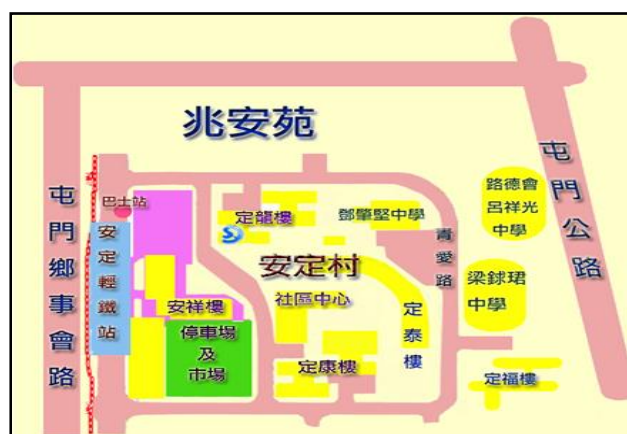 兆安苑
屯門鄉事會路
巴士站
安定輕鐵站
定龍樓
鄧肇堅中學
路德會
呂祥光
中學
屯門公路
安定村
青愛路
社區中心
安祥樓
停車場
及
市場
定泰樓
梁銶琚
中學
定康樓
定福樓